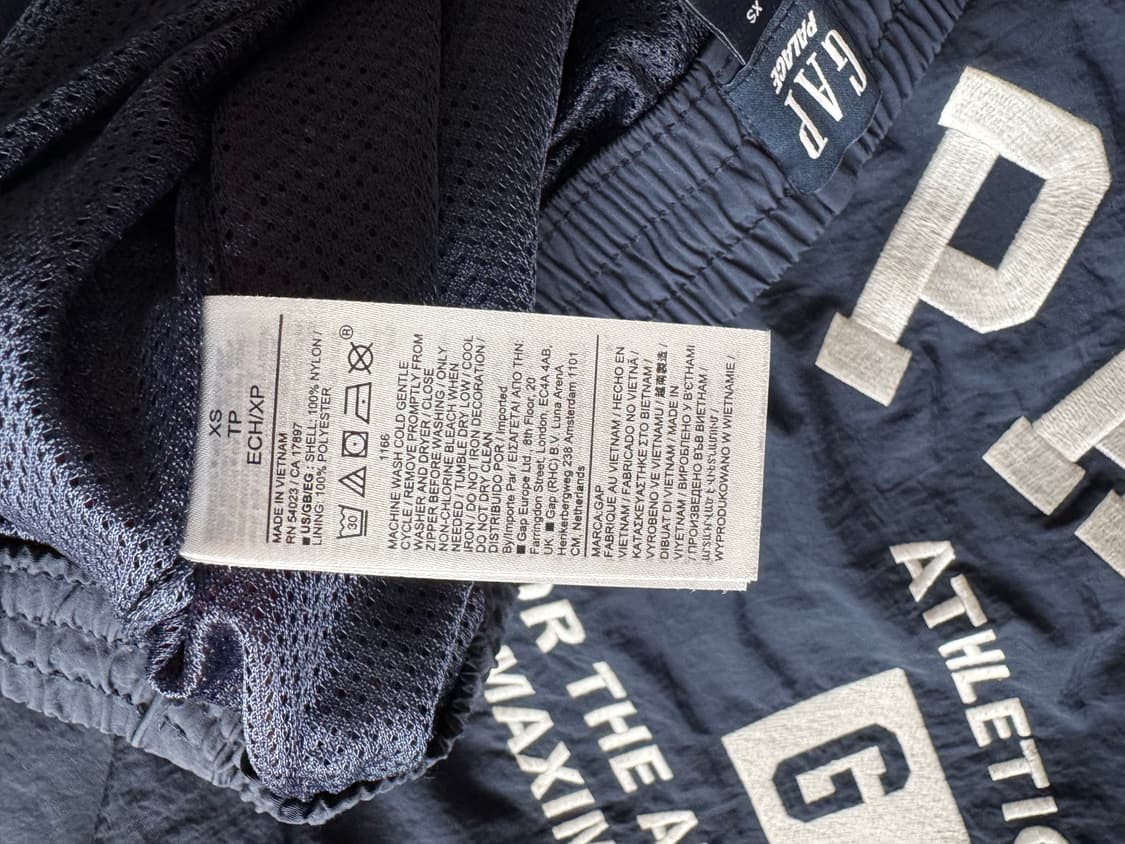 XS
TP
ECH/XP
MADE IN VIETNAM
RN 54023 / CA 17897
■ US/GB/EG : SHELL: 100% NYLON /
LINING: 100% POLYESTER
30
®
1166
MACHINE WASH COLD GENTLE
CYCLE / REMOVE PROMPTLY FROM
WASHER AND DRYER / CLOSE
ZIPPER BEFORE WASHING / ONLY
NON-CHLORINE BLEACH WHEN
NEEDED / TUMBLE DRY LOW / COOL
IRON / DO NOT IRON DECORATION /
DO NOT DRY CLEAN
DISTRIBUIDO POR / Imported
By/Importe Par / ΕΙΣΑΓΕΤΑΙ ΑΠΟ ΤΗΝ:
■ Gap Europe Ltd., 8th Floor, 20
Farringdon Street, London, EC4A 4AB,
UK ■ Gap (RHC) B.V. Luna ArenA
Herikerbergweg 238 Amsterdam 1101
CM, Netherlands
MARCA GAP
FABRIQUE AU VIETNAM / HECHO EN
VIETNAM / FABRICADO NO VIETNÃ /
ΚΑΤΑΣΚΕΥΑΣΤΗΚΕ ΣΤΟ ΒΙΕΤΝΑΜ /
VYROBENO VE VIETNAMU / 越南製造 /
DIBUAT DI VIETNAM / MADE IN
VIYETNAM / ВИРОБЛЕНО У В'ЄТНАМІ
/ ПРОИЗВЕДЕНО ВЪВ ВИЕТНАМ /
WYPRODUKOWANO W WIETNAMIE /
XS
GAP
PALACE
P
ATHLETIC
G
OR THE A
MAXIM